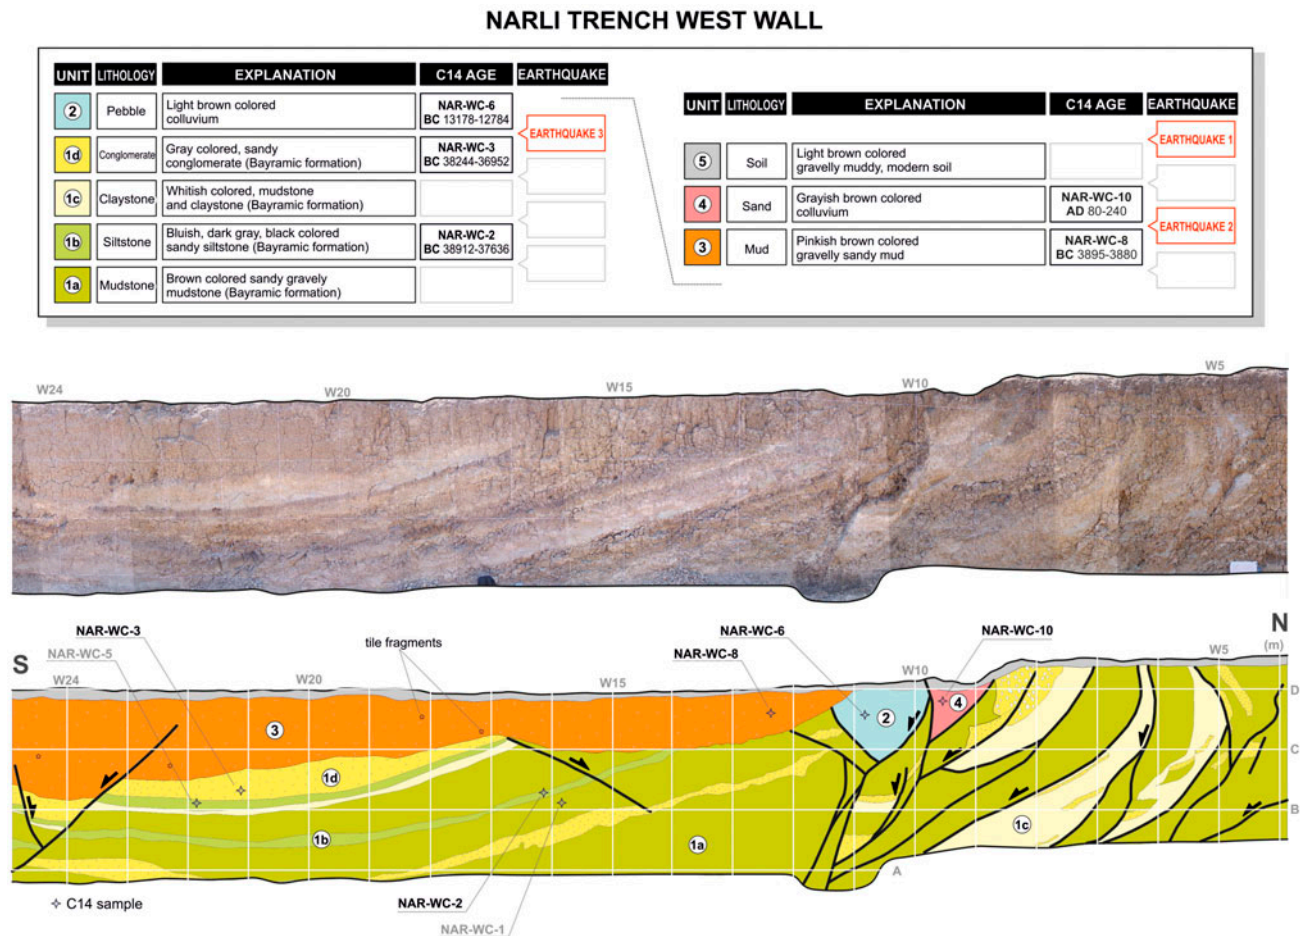 NARLI TRENCH WEST WALL
UNIT LITHOLOGY EXPLANATION C14 AGE EARTHQUAKE
2 Pebble Light brown colored
colluvium
NAR-WC-6
BC 13178-12784
EARTHQUAKE 3
1d Conglomerate Gray colored, sandy
conglomerate (Bayramic formation)
NAR-WC-3
BC 38244-36952
1c Claystone Whitish colored, mudstone
and claystone (Bayramic formation)
1b Siltstone Bluish, dark gray, black colored
sandy siltstone (Bayramic formation)
NAR-WC-2
BC 38912-37636
1a Mudstone Brown colored sandy gravely
mudstone (Bayramic formation)
UNIT LITHOLOGY EXPLANATION C14 AGE EARTHQUAKE
EARTHQUAKE 1
5 Soil Light brown colored
gravelly muddy, modern soil
4 Sand Grayish brown colored
colluvium
NAR-WC-10
AD 80-240
EARTHQUAKE 2
3 Mud Pinkish brown colored
gravelly sandy mud
NAR-WC-8
BC 3895-3880
W24 W20 W15 W10 W5
NAR-WC-3 tile fragments NAR-WC-6 NAR-WC-10 N
S NAR-WC-5 NAR-WC-8 (m)
W24 W20 W15 W10 W5
D
3 2 4
C
1d
B
1b 1a 1c
A
C14 sample NAR-WC-2
NAR-WC-1